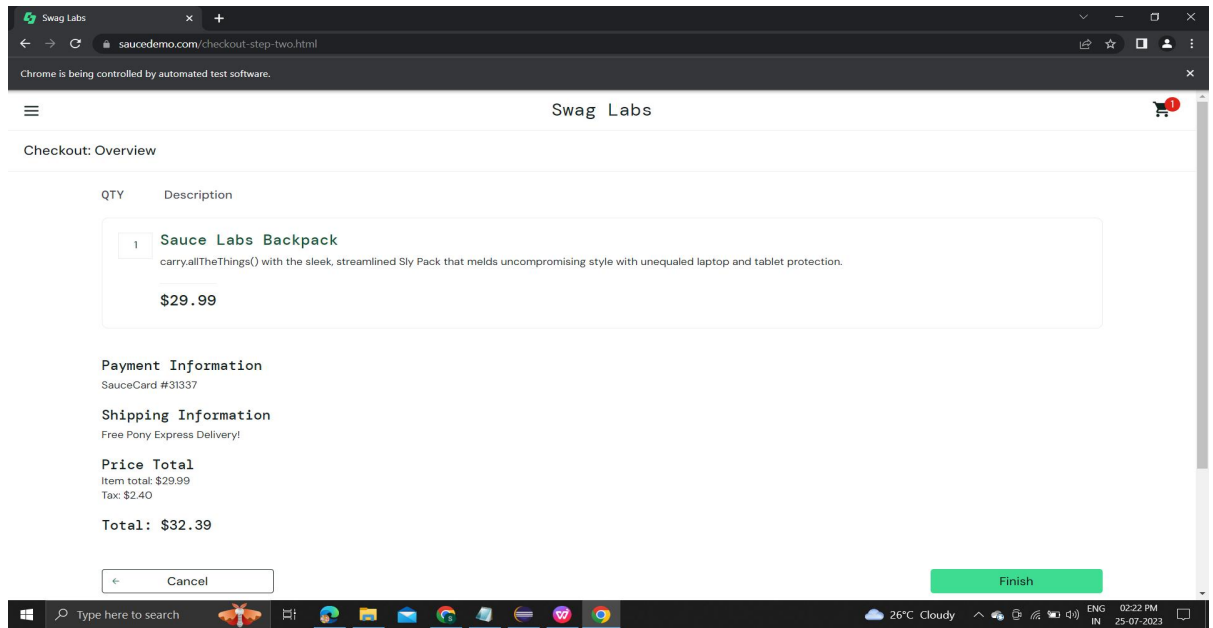 Swag Labs
saucedemo.com/checkout-step-two.html
Chrome is being controlled by automated test software.
Swag Labs
1
Checkout: Overview
QTY Description
1
Sauce Labs Backpack
carry.allTheThings() with the sleek, streamlined Sly Pack that melds uncompromising style with unequaled laptop and tablet protection.
$29.99
Payment Information
SauceCard #31337
Shipping Information
Free Pony Express Delivery!
Price Total
Item total: $29.99
Tax: $2.40
Total: $32.39
Cancel
Finish
Type here to search
26°C Cloudy
ENG
IN
02:22 PM
25-07-2023